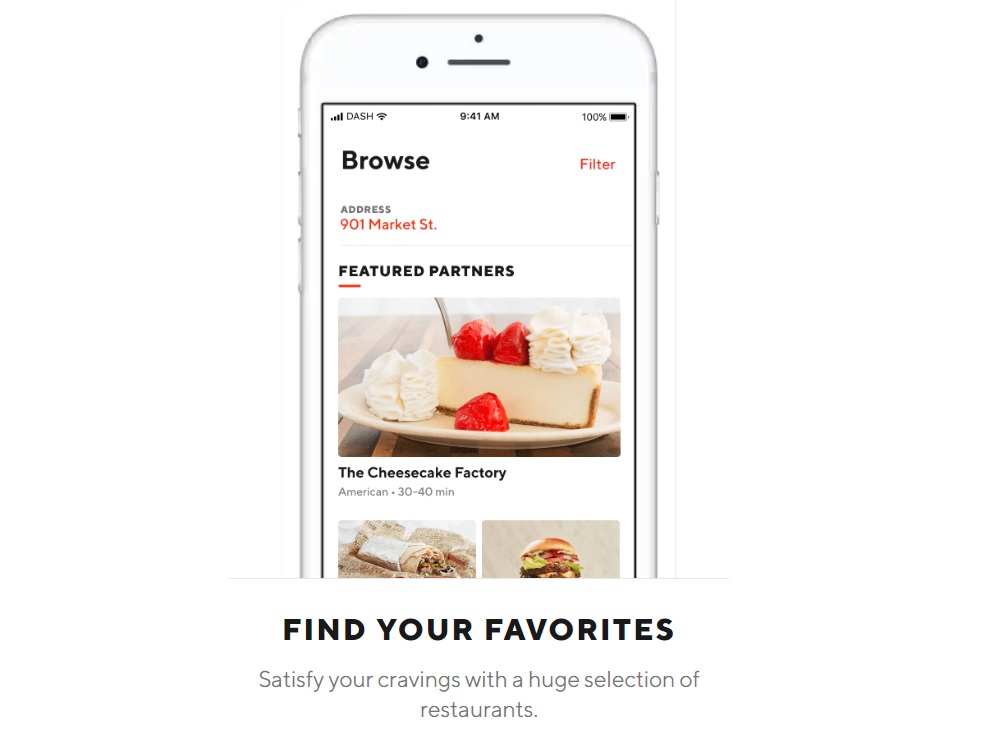 DASH 9:41 AM 100%
Browse
Filter
ADDRESS
901 Market St.
FEATURED PARTNERS
The Cheesecake Factory
American • 30-40 min
FIND YOUR FAVORITES
Satisfy your cravings with a huge selection of
restaurants.